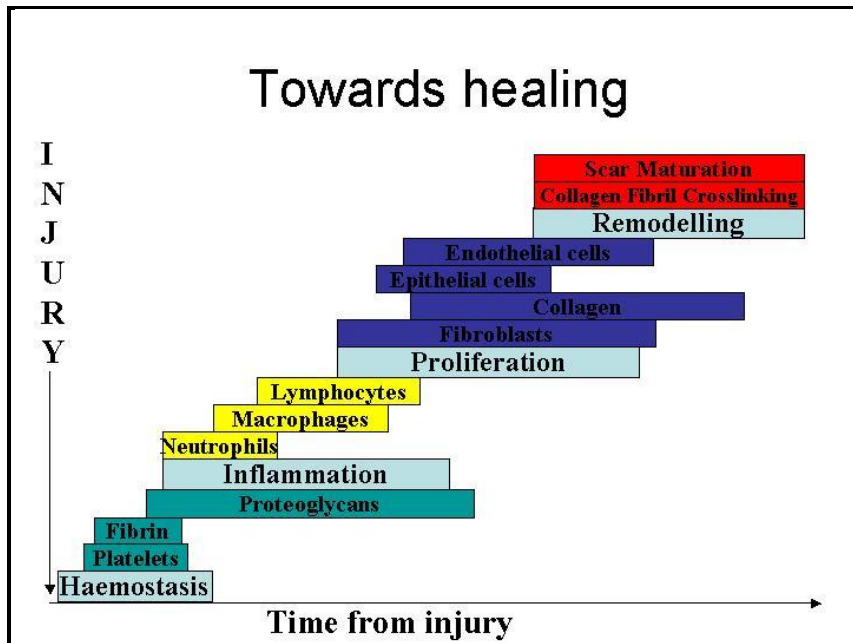 Towards healing
I
N
J
U
R
Y
Scar Maturation
Collagen Fibril Crosslinking
Remodelling
Endothelial cells
Epithelial cells
Collagen
Fibroblasts
Proliferation
Lymphocytes
Macrophages
Neutrophils
Inflammation
Proteoglycans
Fibrin
Platelets
Haemostasis
Time from injury